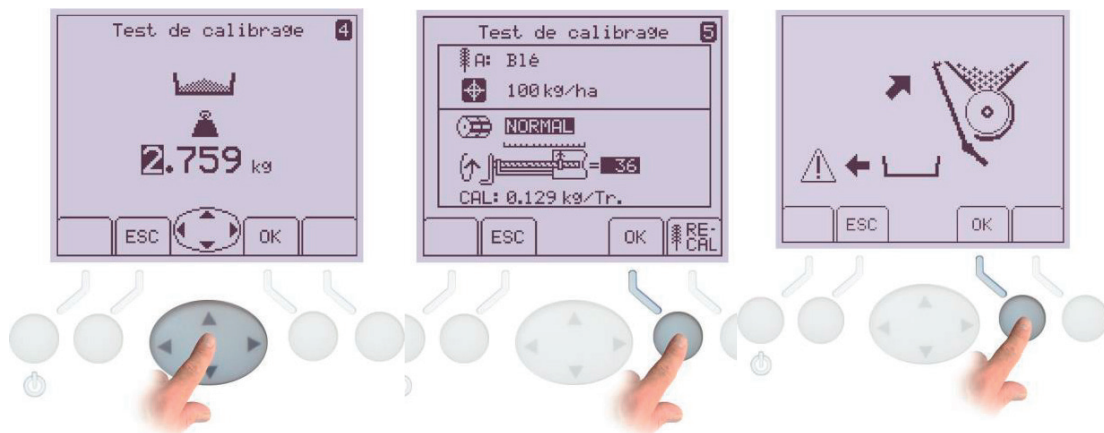 Test de calibrage 4
2.759 kg
ESC
OK
Test de calibrage 5
A: Blé
100 kg/ha
NORMAL
= 36
CAL: 0.129 kg/Tr.
ESC
OK
RE-
CAL
ESC
OK